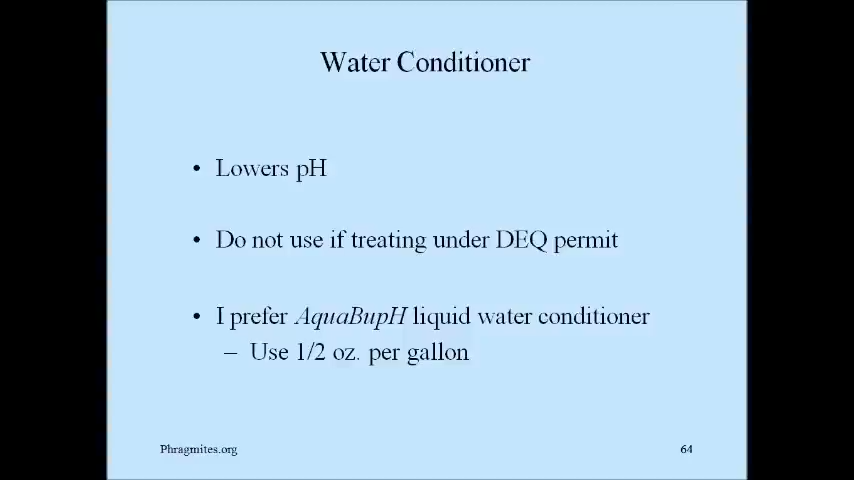 Water Conditioner
• Lowers pH
• Do not use if treating under DEQ permit
• I prefer AquaBupH liquid water conditioner
– Use 1/2 oz. per gallon
Phragmites.org
64